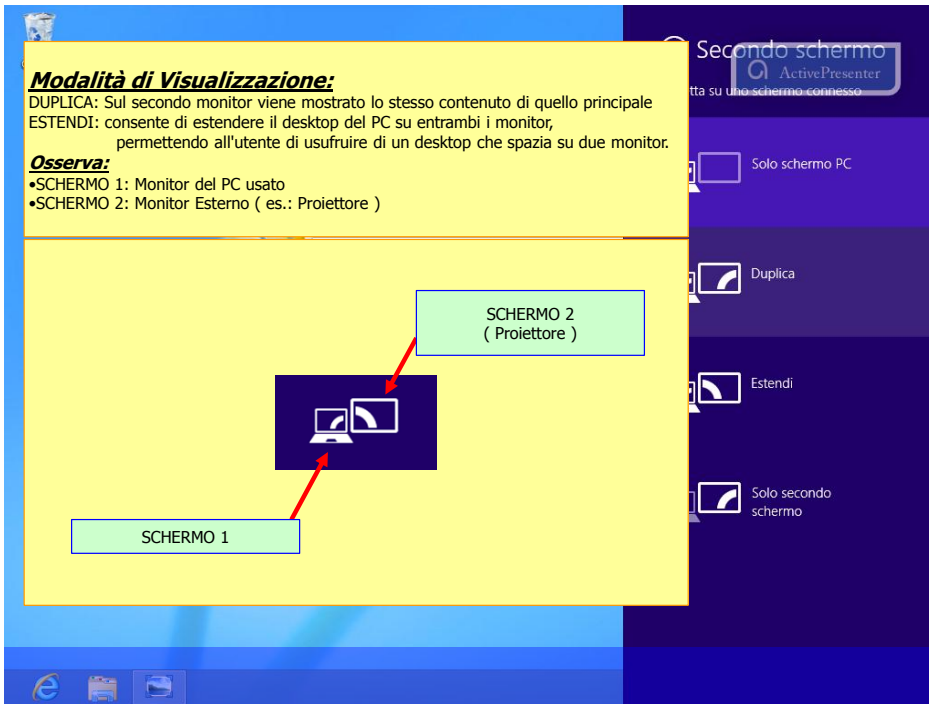 Modalità di Visualizzazione:
DUPLICA: Sul secondo monitor viene mostrato lo stesso contenuto di quello principale
ESTENDI: consente di estendere il desktop del PC su entrambi i monitor,
permettendo all'utente di usufruire di un desktop che spazia su due monitor.
Osserva:
•SCHERMO 1: Monitor del PC usato
•SCHERMO 2: Monitor Esterno ( es.: Proiettore )
SCHERMO 2
( Proiettore )
SCHERMO 1
Secondo schermo
ActivePresenter
su uno schermo connesso
Solo schermo PC
Duplica
Estendi
Solo secondo
schermo